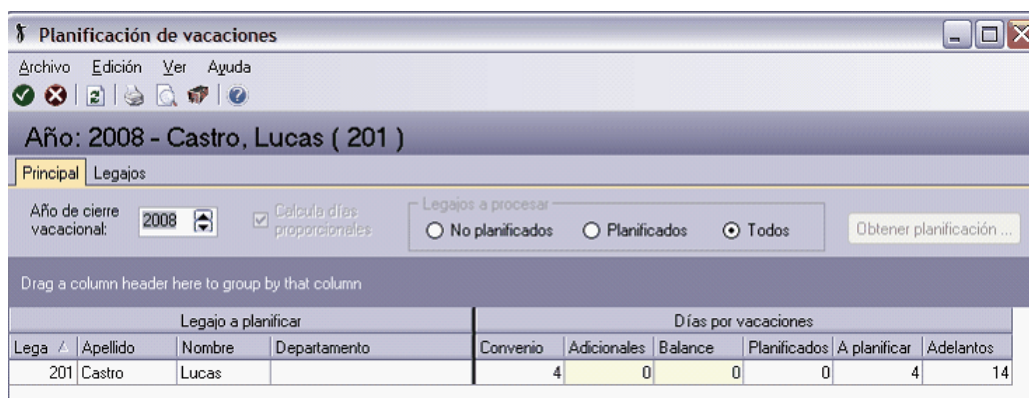 Planificación de vacaciones
Archivo Edición Ver Ayuda
Año: 2008 - Castro, Lucas ( 201 )
Principal Legajos
Año de cierre vacacional: 2008
Calcula días proporcionales
Legajos a procesar
No planificados Planificados Todos
Obtener planificación ...
Drag a column header here to group by that column
Legajo a planificar Días por vacaciones
Lega Apellido Nombre Departamento Convenio Adicionales Balance Planificados A planificar Adelantos
201 Castro Lucas 4 0 0 0 4 14